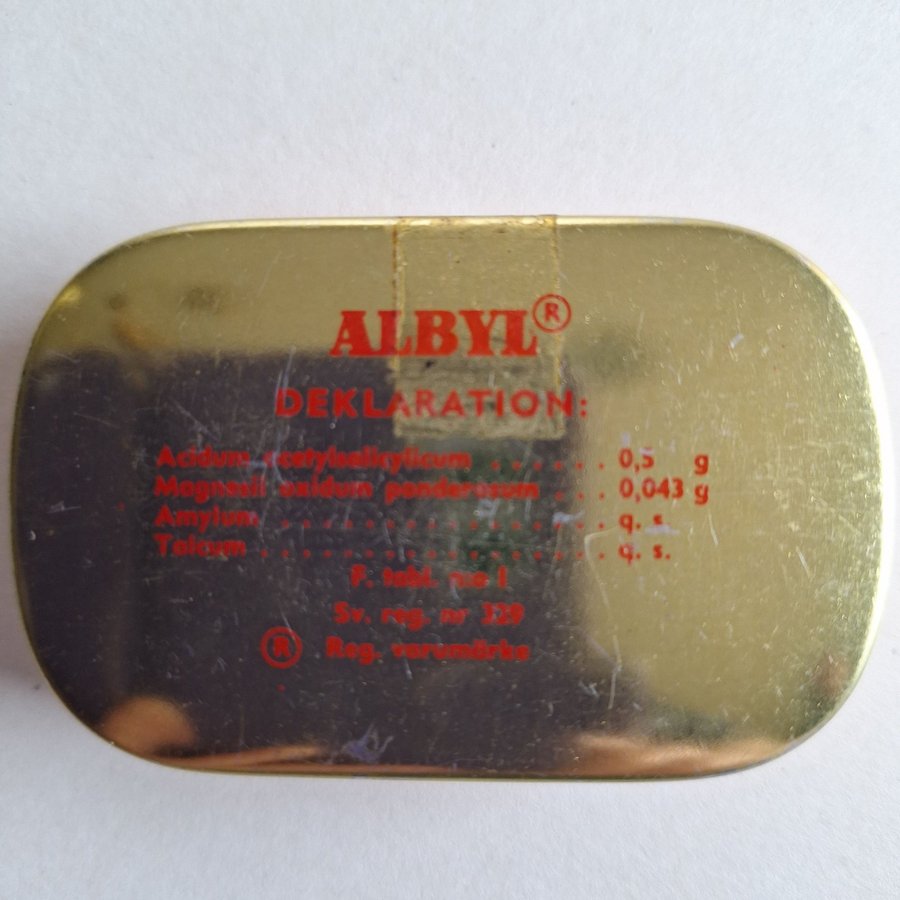 ALBYL®
DEKLARATION:
Acidum acetylsalicylicum . . . . . . 0,5 g
Magnesii oxidum ponderosum . . . 0,043 g
Amylum . . . . . . . . . . . . . . . . . q. s.
Talcum . . . . . . . . . . . . . . . . . . q. s.
F. tabl. no I
Sv. reg. nr 329
® Reg. varumärke